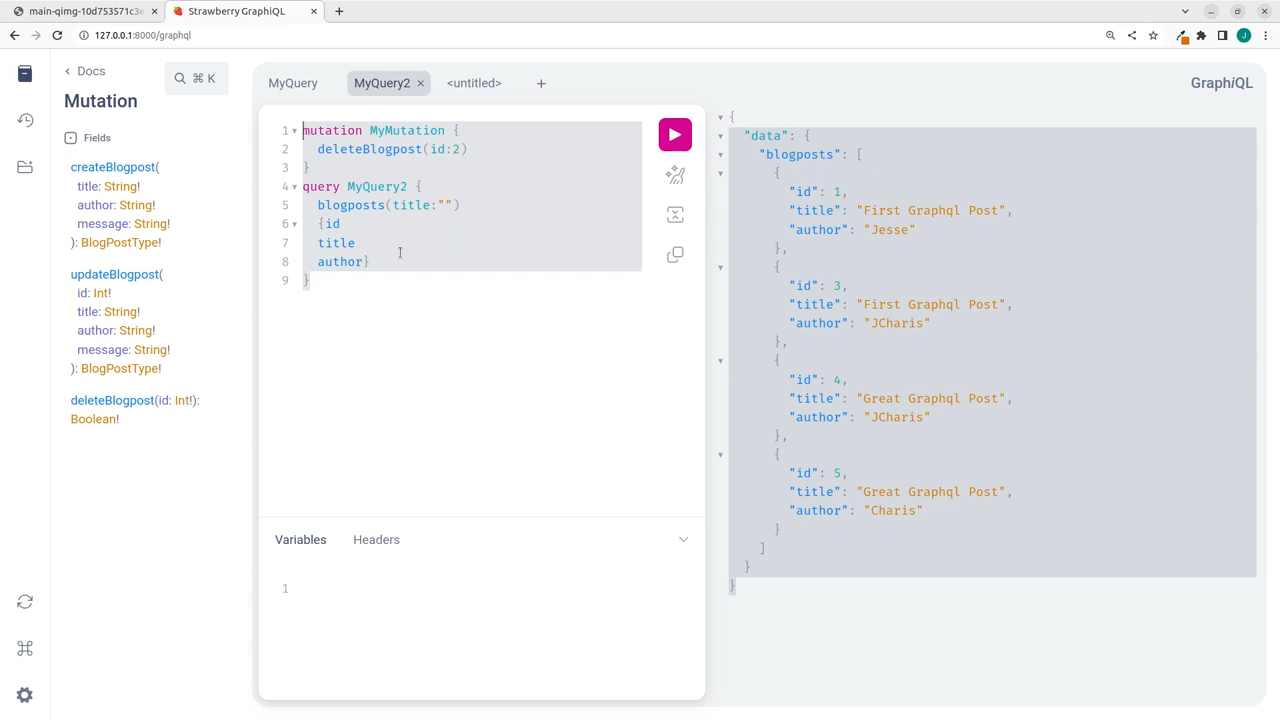 main-qimg-10d753571c3e
Strawberry GraphiQL
127.0.0.1:8000/graphql
J
Docs
⌘ K
Mutation
Fields
createBlogpost(
title: String!
author: String!
message: String!
): BlogPostType!
updateBlogpost(
id: Int!
title: String!
author: String!
message: String!
): BlogPostType!
deleteBlogpost(id: Int!):
Boolean!
MyQuery
MyQuery2
<untitled>
GraphiQL
1 mutation MyMutation {
2 deleteBlogpost(id:2)
3 }
4 query MyQuery2 {
5 blogposts(title:"")
6 {id
7 title
8 author}
9 }
Variables
Headers
1
{
"data": {
"blogposts": [
{
"id": 1,
"title": "First Graphql Post",
"author": "Jesse"
},
{
"id": 3,
"title": "First Graphql Post",
"author": "JCharis"
},
{
"id": 4,
"title": "Great Graphql Post",
"author": "JCharis"
},
{
"id": 5,
"title": "Great Graphql Post",
"author": "Charis"
}
]
}
}